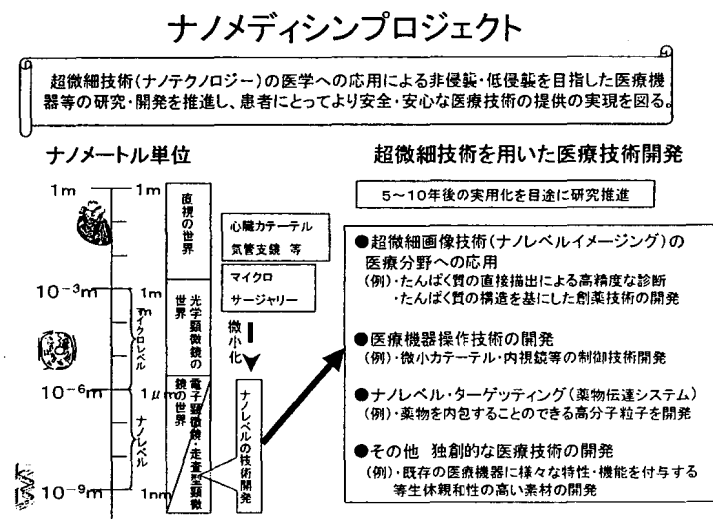 ナノメディシンプロジェクト
超微細技術(ナノテクノロジー)の医学への応用による非侵襲・低侵襲を目指した医療機
器等の研究・開発を推進し、患者にとってより安全・安心な医療技術の提供の実現を図る。
ナノメートル単位
1m
1m
10⁻³m
1m
m
10⁻⁶m
1μm
10⁻⁹m
1nm
マイクロレベル
ナノレベル
直視の世界
光学顕微鏡の
世界
電子顕微鏡・走査型顕微
鏡の世界
心臓カテーテル
気管支鏡 等
マイクロ
サージャリー
微小化
ナノレベルの技術開発
超微細技術を用いた医療技術開発
5~10年後の実用化を目途に研究推進
●超微細画像技術(ナノレベルイメージング)の
医療分野への応用
(例)・たんぱく質の直接描出による高精度な診断
・たんぱく質の構造を基にした創薬技術の開発
●医療機器操作技術の開発
(例)・微小カテーテル・内視鏡等の制御技術開発
●ナノレベル・ターゲッティング(薬物伝達システム)
(例)・薬物を内包することのできる高分子粒子を開発
●その他 独創的な医療技術の開発
(例)・既存の医療機器に様々な特性・機能を付与する
等生体親和性の高い素材の開発